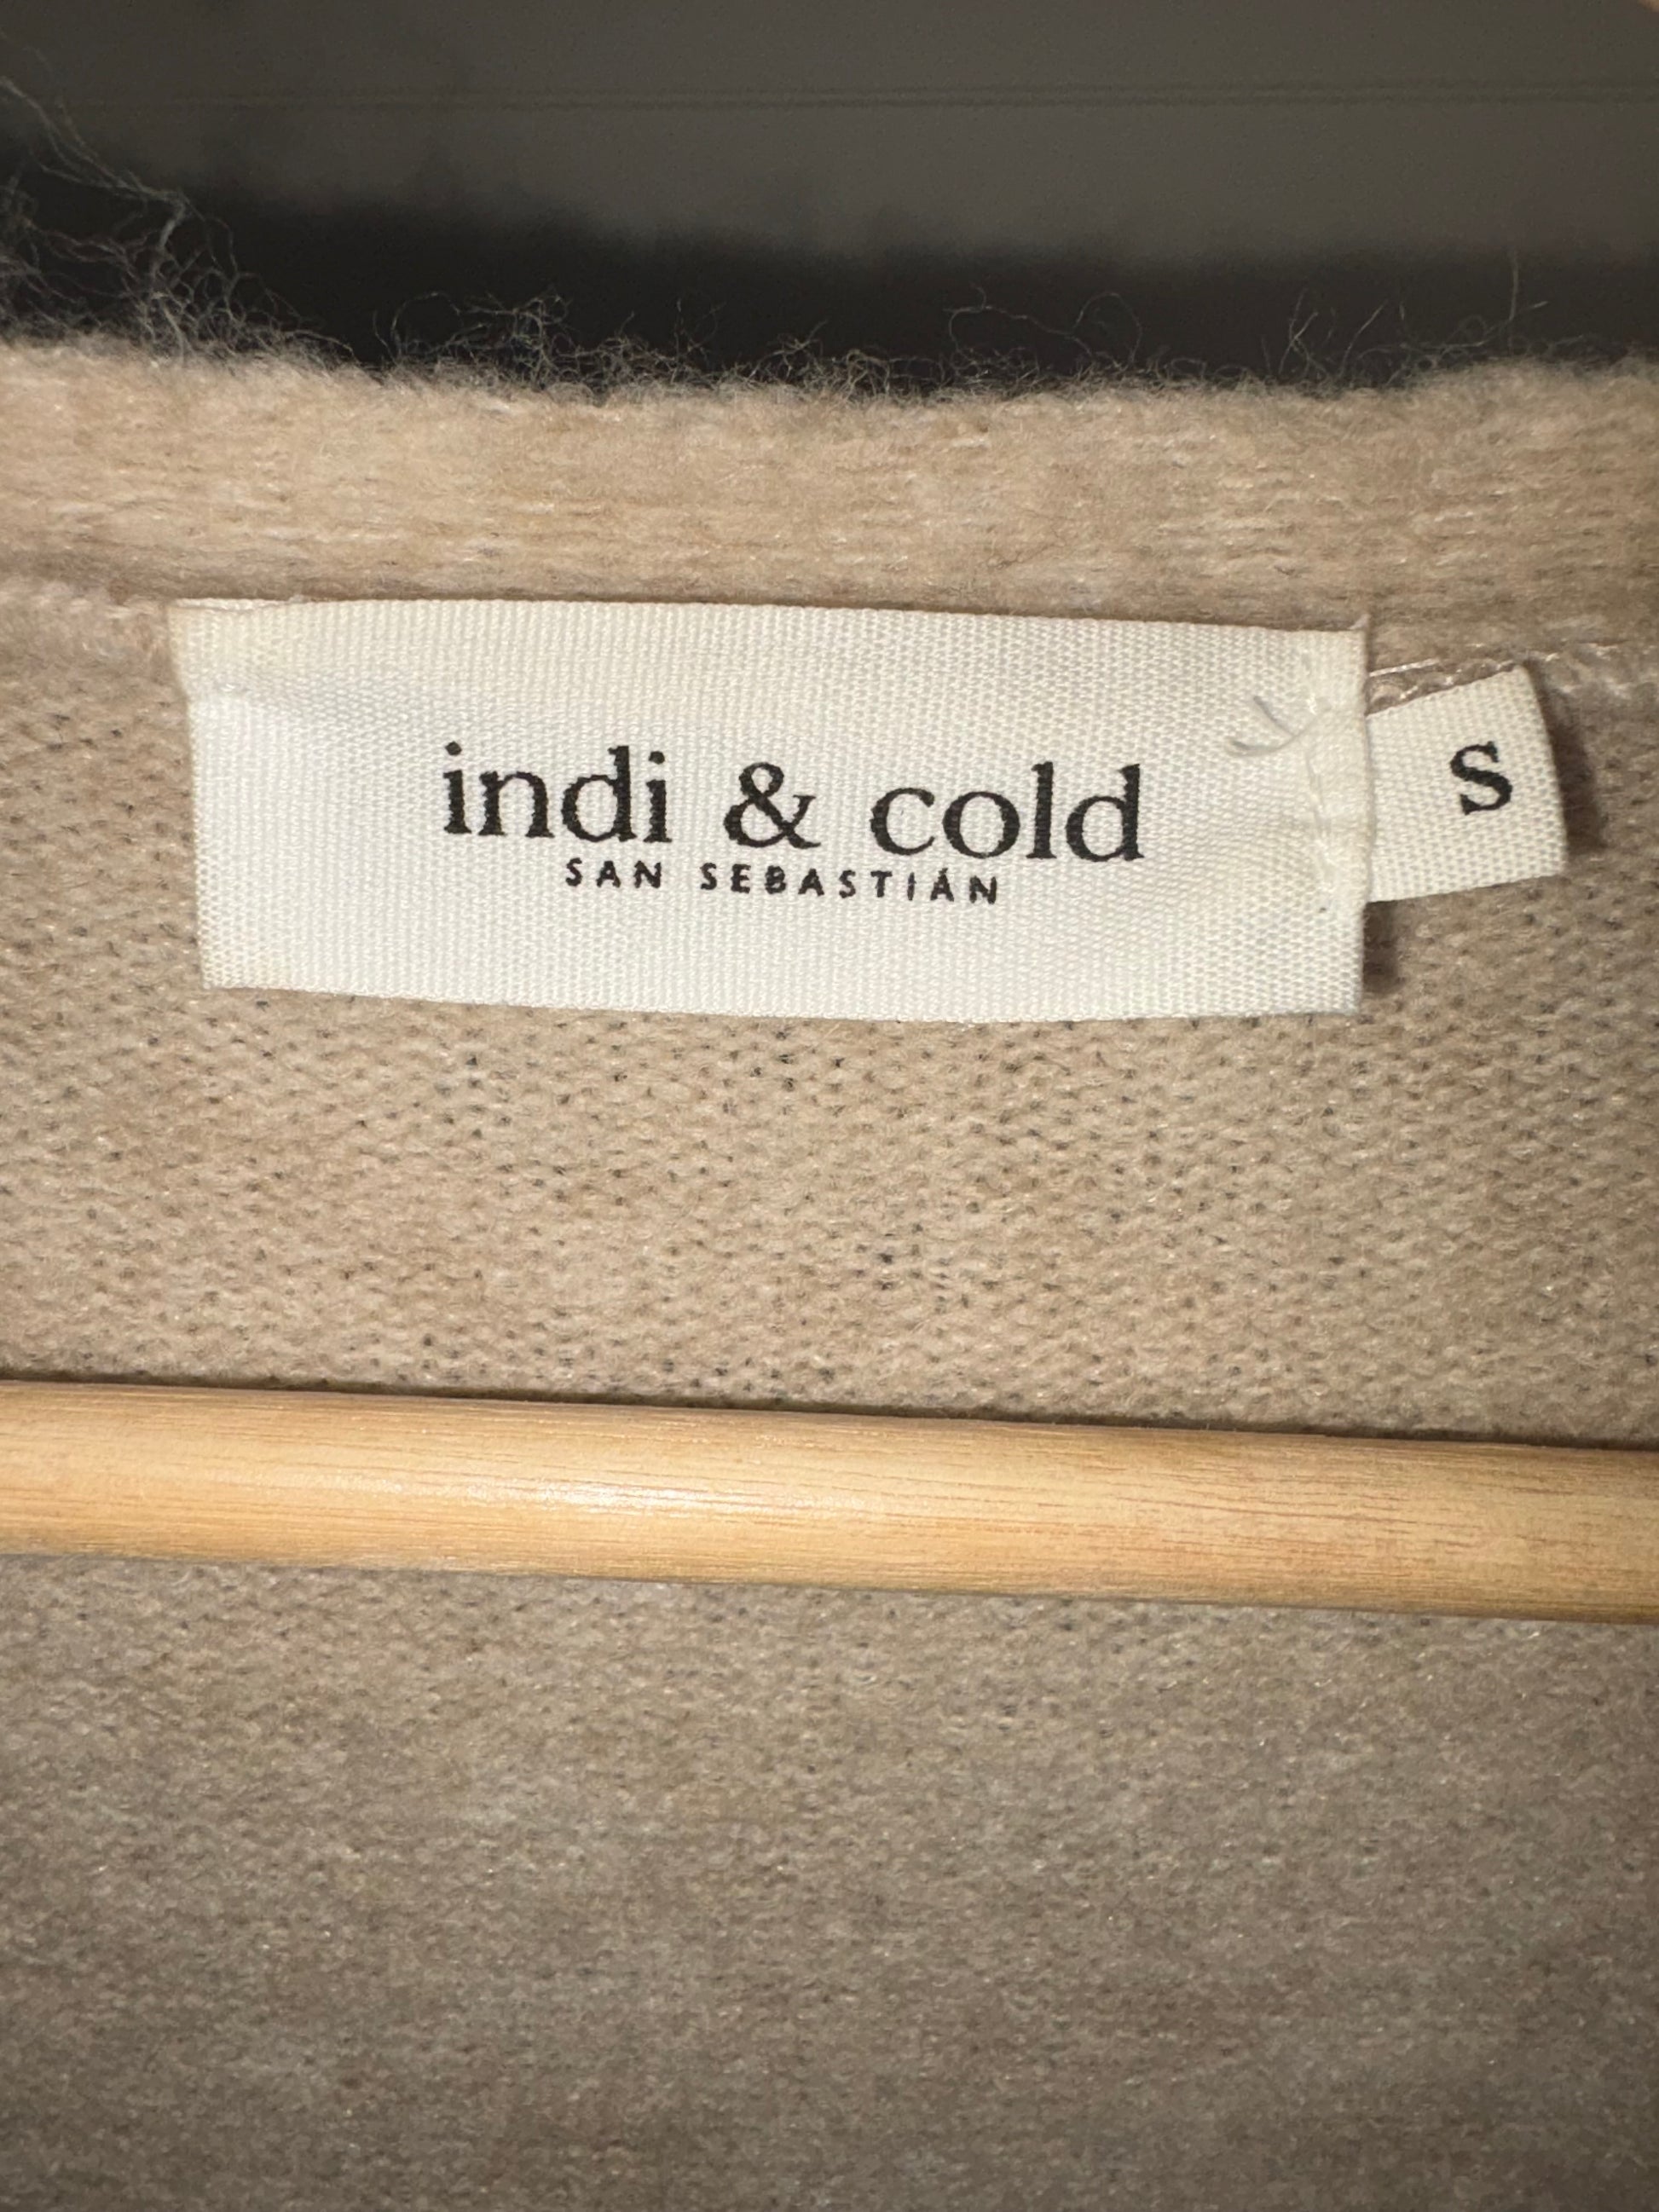 indi & cold
SAN SEBASTIÁN
S